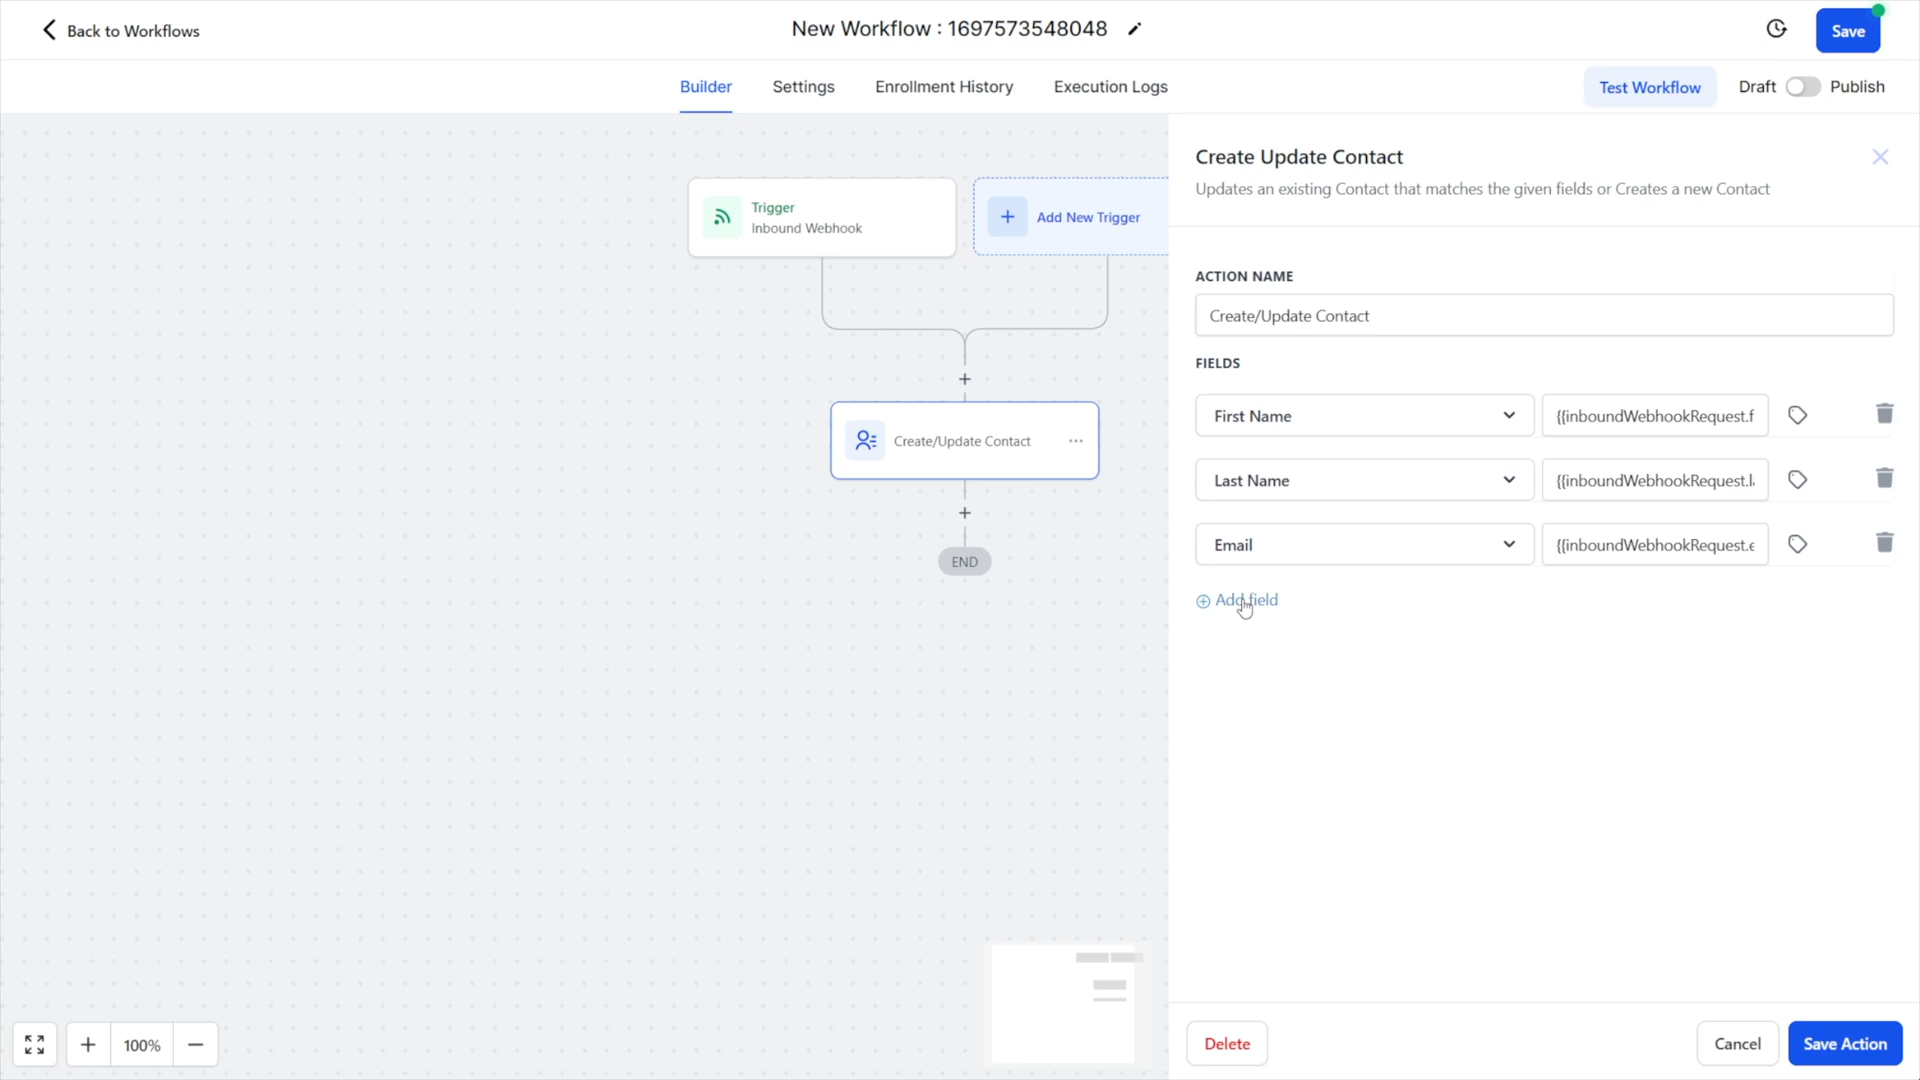 Back to Workflows
New Workflow : 1697573548048
Save
Builder
Settings
Enrollment History
Execution Logs
Test Workflow
Draft
Publish
Trigger
Inbound Webhook
Add New Trigger
Create/Update Contact
END
100%
Create Update Contact
Updates an existing Contact that matches the given fields or Creates a new Contact
ACTION NAME
Create/Update Contact
FIELDS
First Name
{{inboundWebhookRequest.f
Last Name
{{inboundWebhookRequest.l
Email
{{inboundWebhookRequest.e
Add field
Delete
Cancel
Save Action